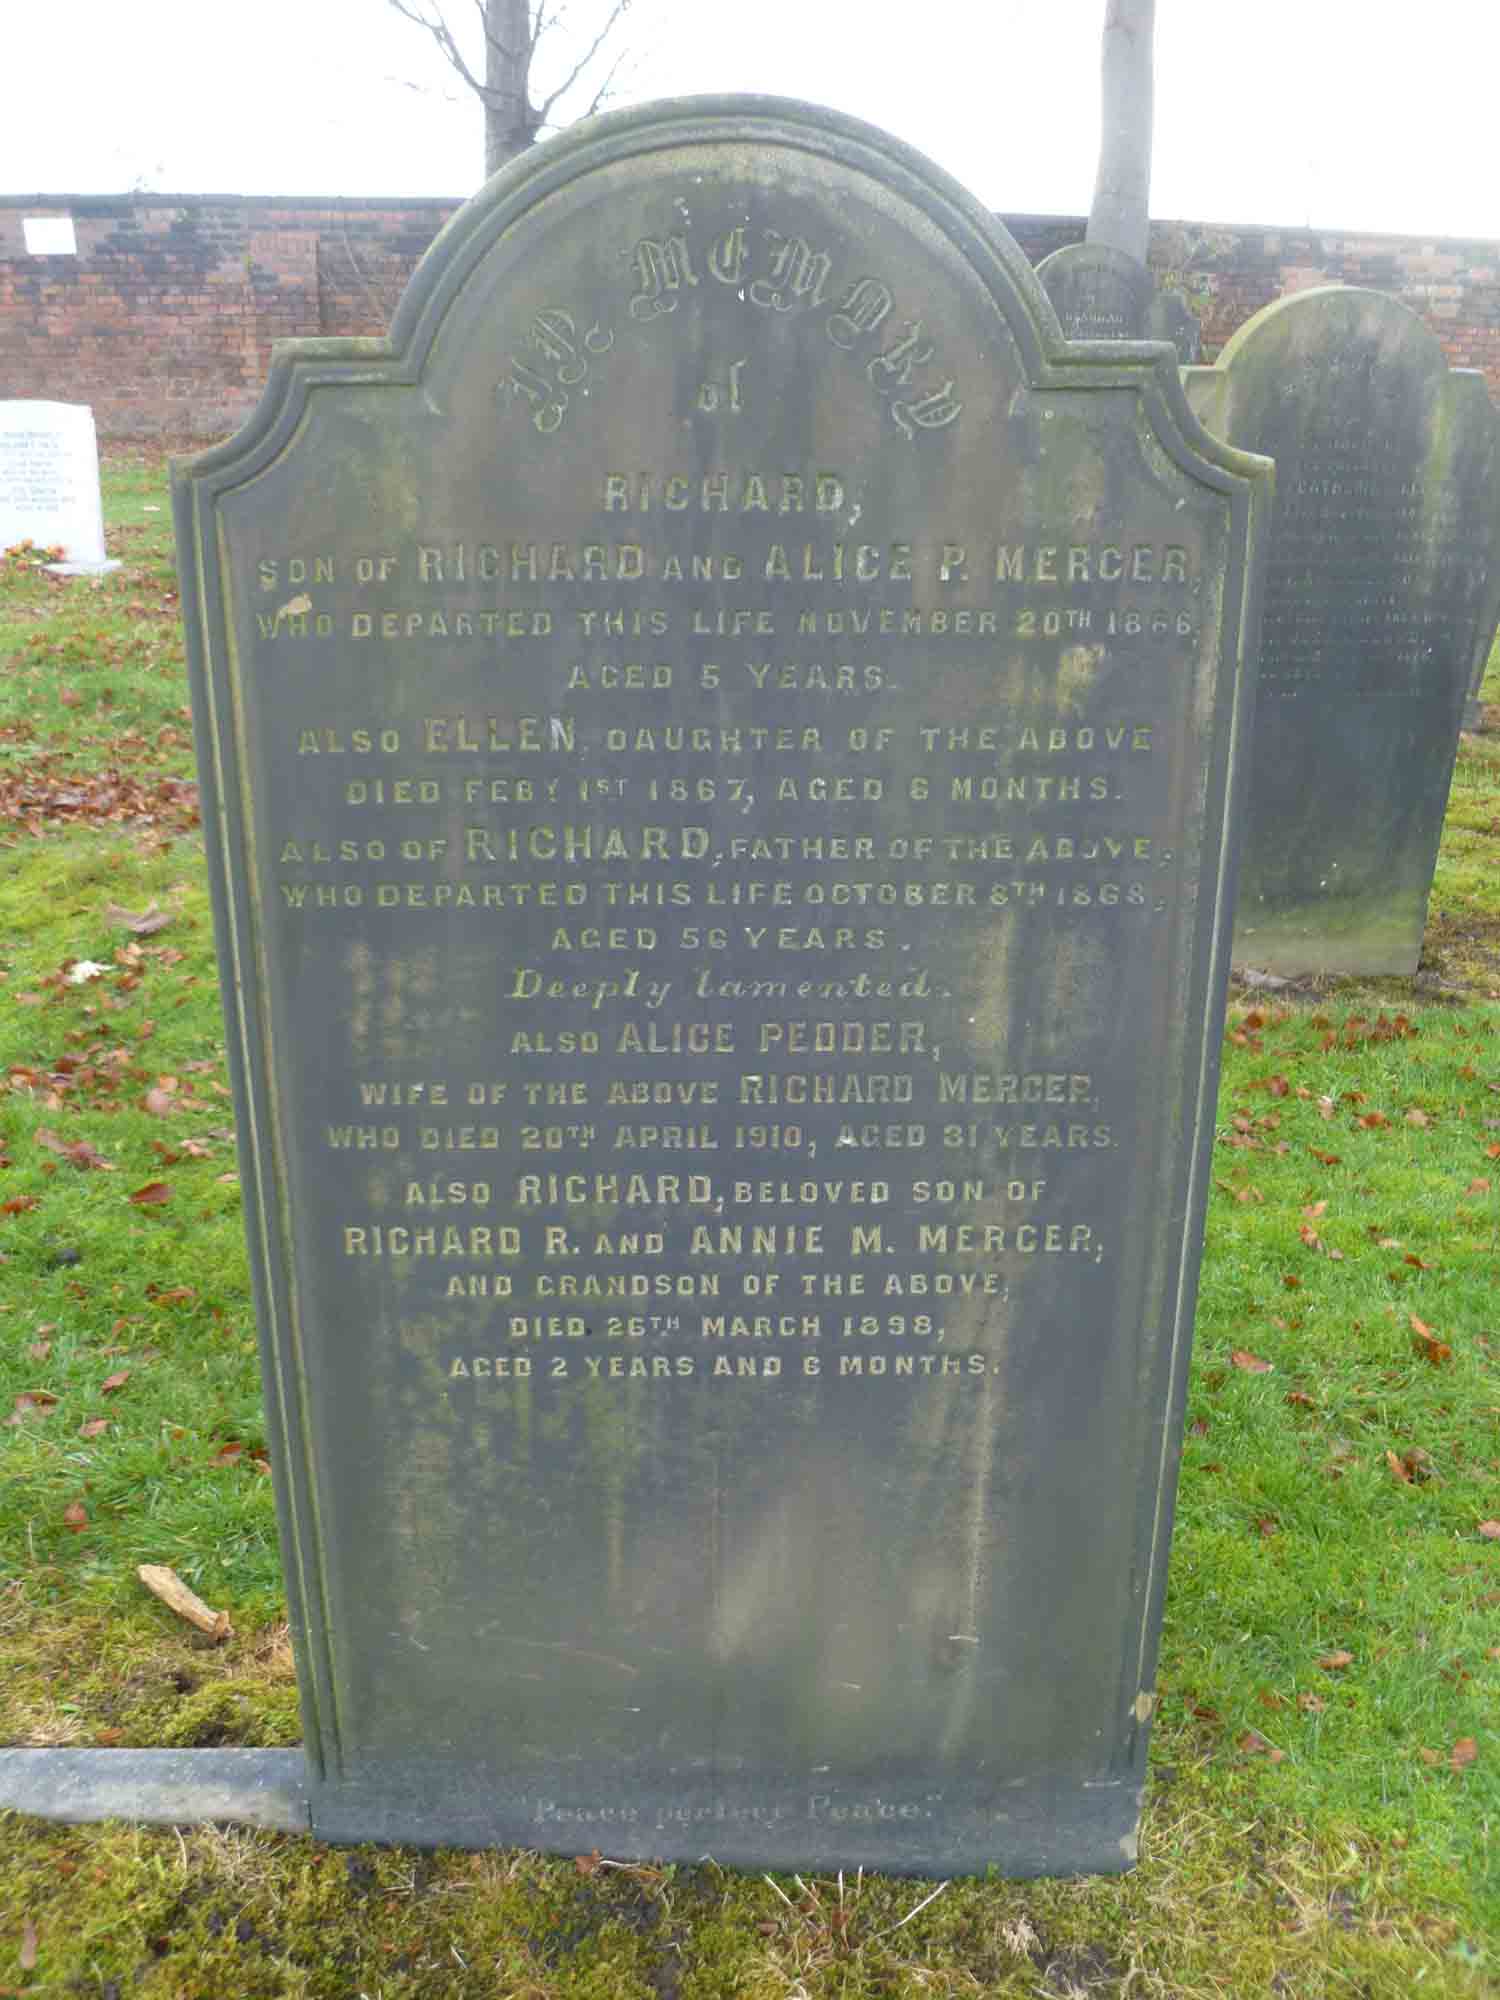 IN MEMORY
of
RICHARD,
SON OF RICHARD AND ALICE P. MERCER,
WHO DEPARTED THIS LIFE NOVEMBER 20TH 1866,
AGED 5 YEARS.
ALSO ELLEN, DAUGHTER OF THE ABOVE
DIED FEBY 1ST 1867, AGED 6 MONTHS.
ALSO OF RICHARD, FATHER OF THE ABOVE,
WHO DEPARTED THIS LIFE OCTOBER 8TH 1868,
AGED 56 YEARS.
Deeply lamented.
ALSO ALICE PEDDER,
WIFE OF THE ABOVE RICHARD MERCER,
WHO DIED 20TH APRIL 1910, AGED 81 YEARS.
ALSO RICHARD, BELOVED SON OF
RICHARD R. AND ANNIE M. MERCER,
AND GRANDSON OF THE ABOVE,
DIED 26TH MARCH 1898,
AGED 2 YEARS AND 6 MONTHS.
"Peace perfect Peace."